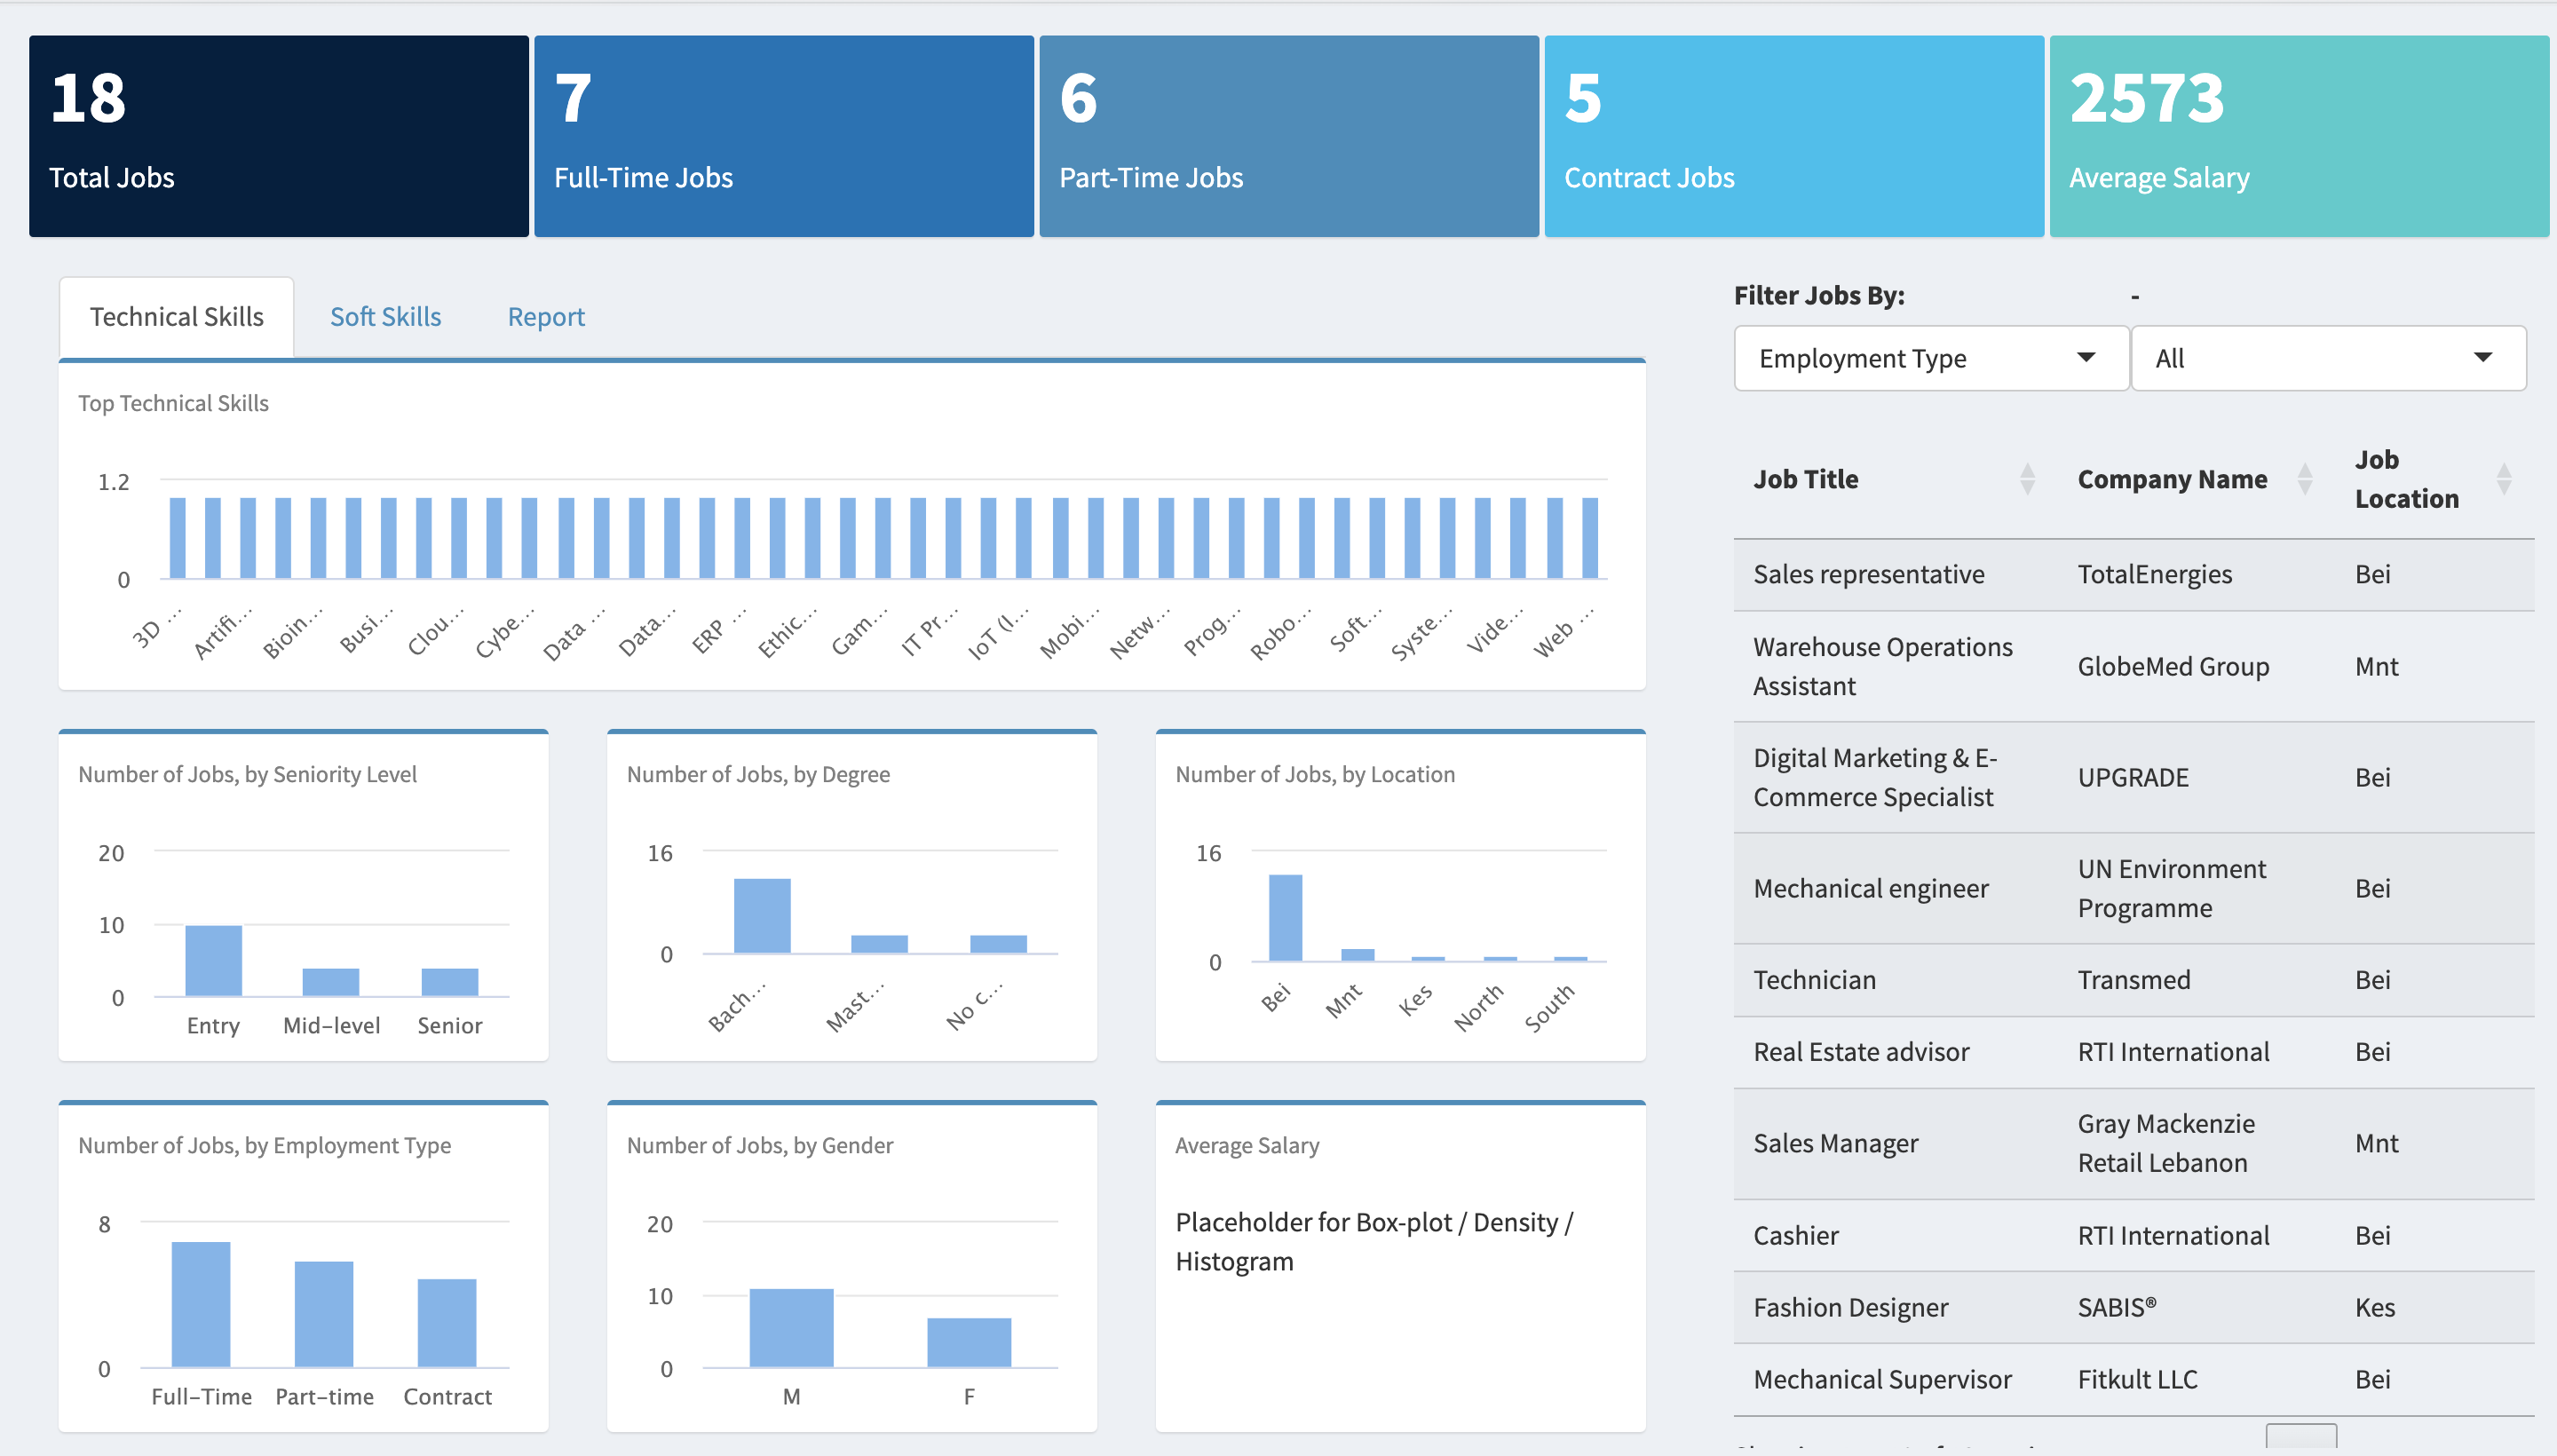 18
Total Jobs
7
Full-Time Jobs
6
Part-Time Jobs
5
Contract Jobs
2573
Average Salary
Technical Skills
Soft Skills
Report
Top Technical Skills
1.2
0
3D ...
Artifi...
Bioin...
Busi...
Clou...
Cybe...
Data ...
Data...
ERP ...
Ethic...
Gam...
IT Pr...
IoT (I...
Mobi...
Netw...
Prog...
Robo...
Soft...
Syste...
Vide...
Web ...
Number of Jobs, by Seniority Level
20
10
0
Entry
Mid-level
Senior
Number of Jobs, by Degree
16
0
Bach...
Mast...
No c...
Number of Jobs, by Location
16
0
Bei
Mnt
Kes
North
South
Number of Jobs, by Employment Type
8
0
Full-Time
Part-time
Contract
Number of Jobs, by Gender
20
10
0
M
F
Average Salary
Placeholder for Box-plot / Density /
Histogram
Filter Jobs By:
-
Employment Type
All
Job Title
Company Name
Job
Location
Sales representative
TotalEnergies
Bei
Warehouse Operations
Assistant
GlobeMed Group
Mnt
Digital Marketing & E-
Commerce Specialist
UPGRADE
Bei
Mechanical engineer
UN Environment
Programme
Bei
Technician
Transmed
Bei
Real Estate advisor
RTI International
Bei
Sales Manager
Gray Mackenzie
Retail Lebanon
Mnt
Cashier
RTI International
Bei
Fashion Designer
SABIS®
Kes
Mechanical Supervisor
Fitkult LLC
Bei